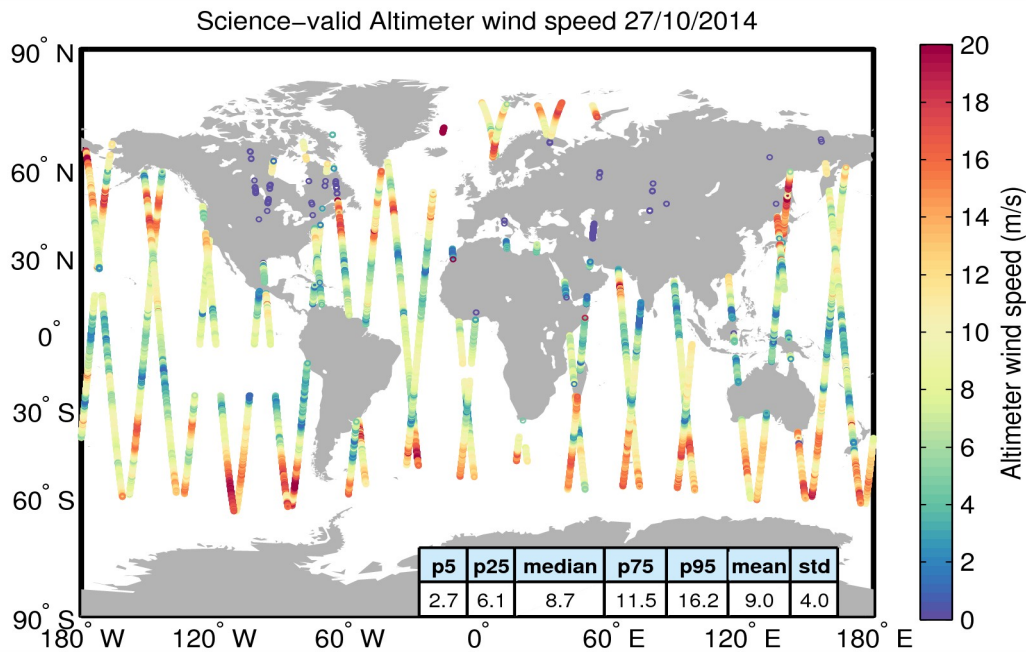 Science−valid Altimeter wind speed 27/10/2014
90° N
60° N
30° N
0°
30° S
60° S
90° S
180° W
120° W
60° W
0°
60° E
120° E
180° E
p5 p25 median p75 p95 mean std
2.7 6.1 8.7 11.5 16.2 9.0 4.0
20
18
16
14
12
10
8
6
4
2
0
Altimeter wind speed (m/s)